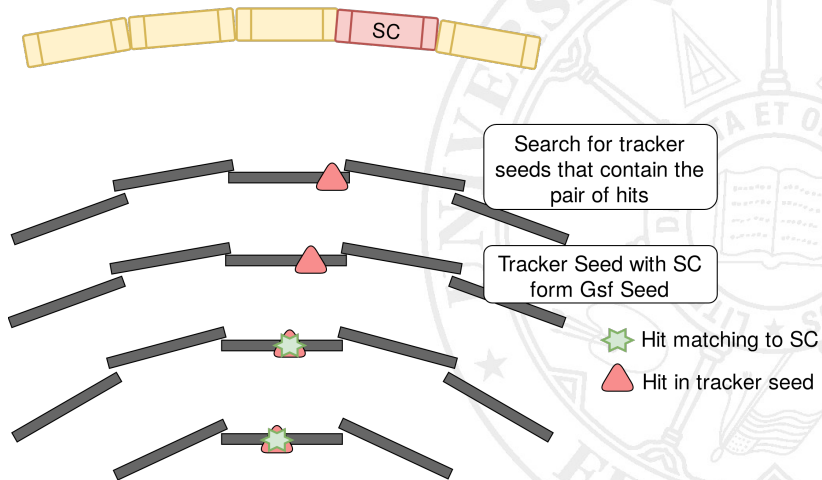 SC
Search for tracker
seeds that contain the
pair of hits
Tracker Seed with SC
form Gsf Seed
Hit matching to SC
Hit in tracker seed